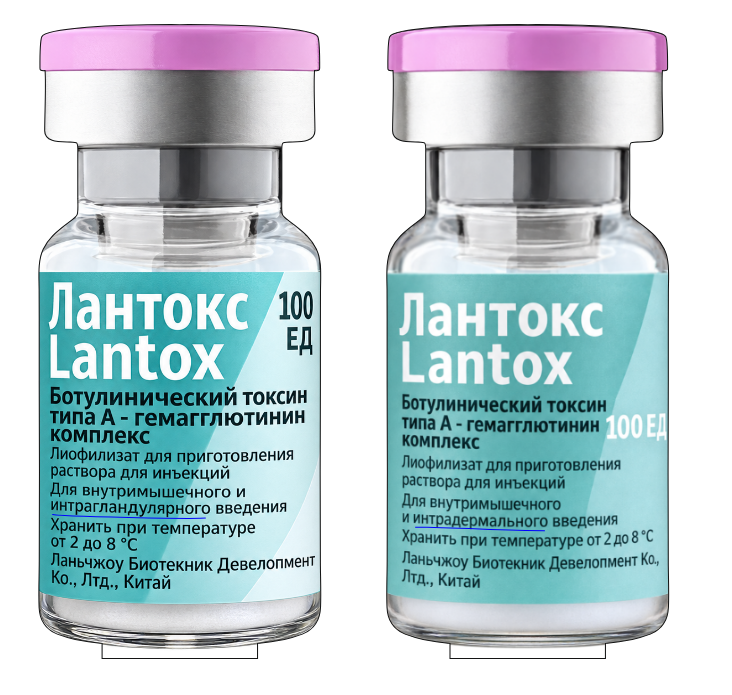 Лантокс
Lantox
100
ЕД
Ботулинический токсин
типа А - гемагглютинин
комплекс
Лиофилизат для приготовления
раствора для инъекций
Для внутримышечного и
интрагландулярного введения
Хранить при температуре
от 2 до 8 °C
Ланьчжоу Биотекник Девелопмент
Ко., Лтд., Китай
Лантокс
Lantox
Ботулинический токсин
типа А - гемагглютинин
комплекс
100 ЕД
Лиофилизат для приготовления
раствора для инъекций
Для внутримышечного
и интрадермального введения
Хранить при температуре от 2 до 8 °C
Ланьчжоу Биотекник Девелопмент Ко.,
Лтд., Китай